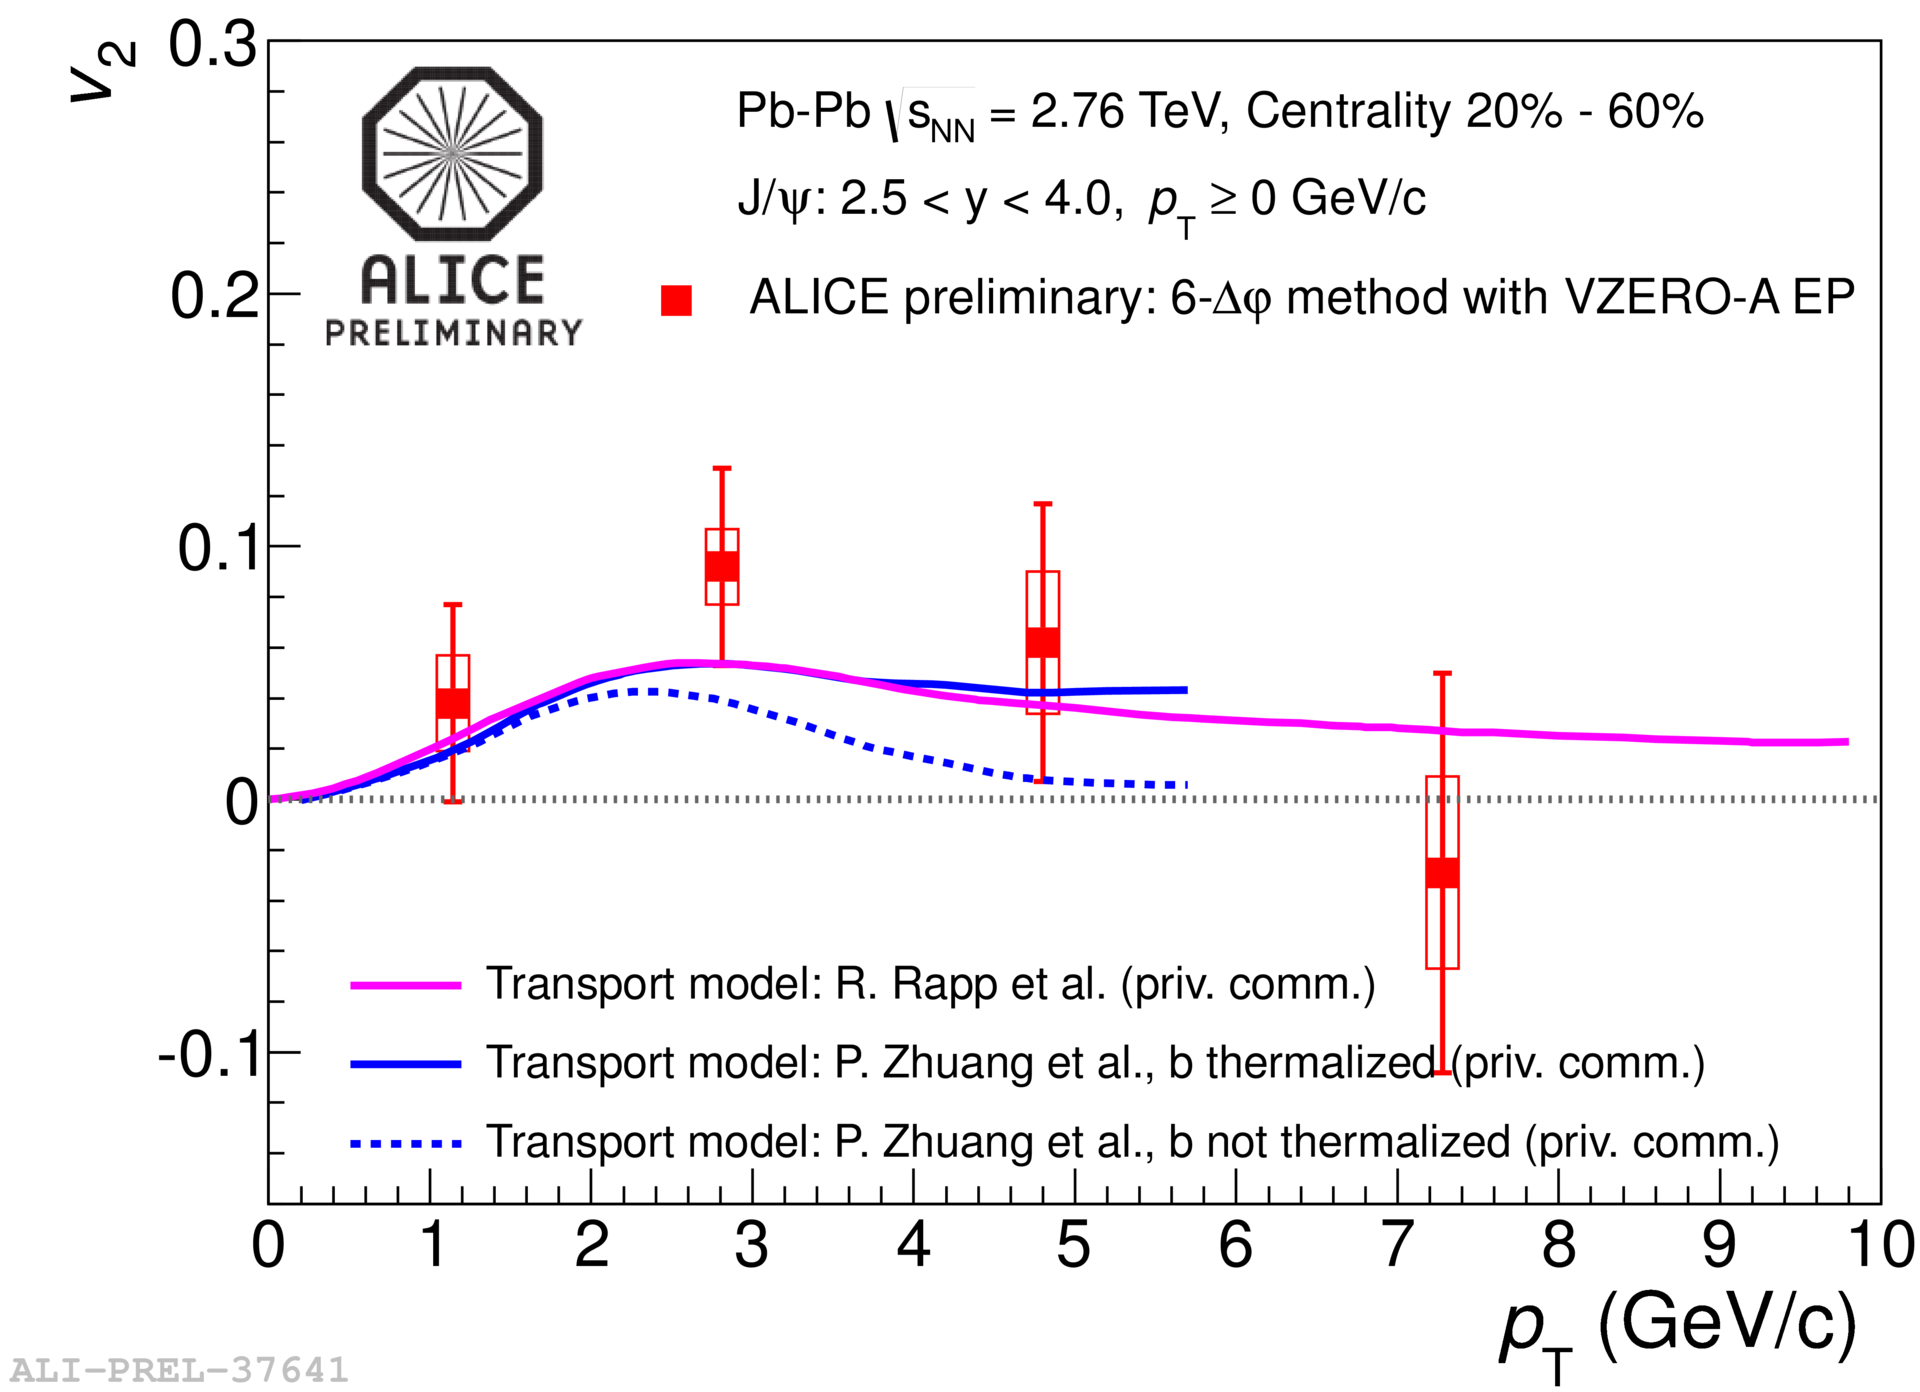 v2
0.3
0.2
0.1
0
-0.1
ALICE
PRELIMINARY
Pb-Pb √sNN = 2.76 TeV, Centrality 20% - 60%
J/ψ: 2.5 < y < 4.0, pT ≥ 0 GeV/c
ALICE preliminary: 6-Δφ method with VZERO-A EP
Transport model: R. Rapp et al. (priv. comm.)
Transport model: P. Zhuang et al., b thermalized (priv. comm.)
Transport model: P. Zhuang et al., b not thermalized (priv. comm.)
0 1 2 3 4 5 6 7 8 9 10
pT (GeV/c)
ALI-PREL-37641